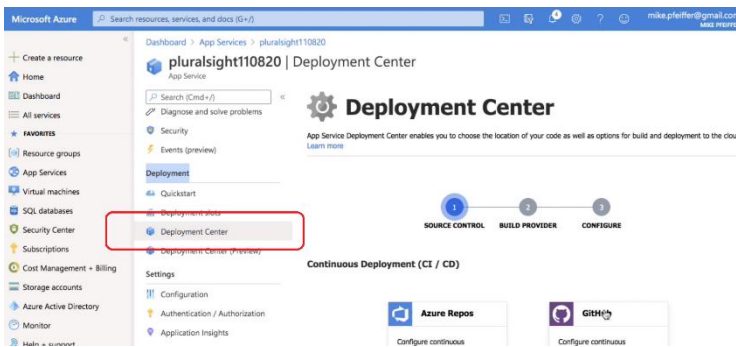 Microsoft Azure
Search resources, services, and docs (G+/)
mike.pfeiffer@gmail.com
MIKE PFEIFFE
Create a resource
Home
Dashboard
All services
FAVORITES
Resource groups
App Services
Virtual machines
SQL databases
Security Center
Subscriptions
Cost Management + Billing
Storage accounts
Azure Active Directory
Monitor
Help + support
Dashboard > App Services > pluralsight110820
pluralsight110820 | Deployment Center
App Service
Search (Cmd+/)
Diagnose and solve problems
Security
Events (preview)
Deployment
Quickstart
Deployment slots
Deployment Center
Deployment Center (Preview)
Settings
Configuration
Authentication / Authorization
Application Insights
Deployment Center
App Service Deployment Center enables you to choose the location of your code as well as options for build and deployment to the clou
Learn more
1
2
3
SOURCE CONTROL
BUILD PROVIDER
CONFIGURE
Continuous Deployment (CI / CD)
Azure Repos
Configure continuous
GitHub
Configure continuous